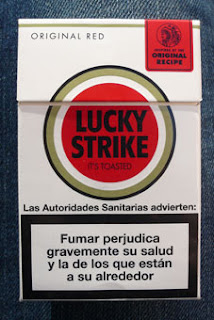 ORIGINAL RED
ORIGINAL
RECIPE
LUCKY
STRIKE
IT'S TOASTED
Las Autoridades Sanitarias advierten:
Fumar perjudica
gravemente su salud
y la de los que están
a su alrededor